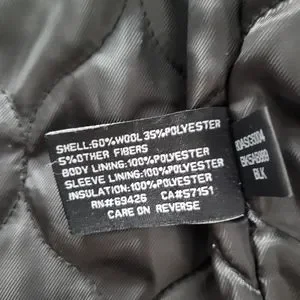 SHELL:60%WOOL 35%POLYESTER
5%OTHER FIBERS
BODY LINING:100%POLYESTER
SLEEVE LINING:100%POLYESTER
INSULATION:100%POLYESTER
RN#69426 CA#57151
CARE ON REVERSE
BLK